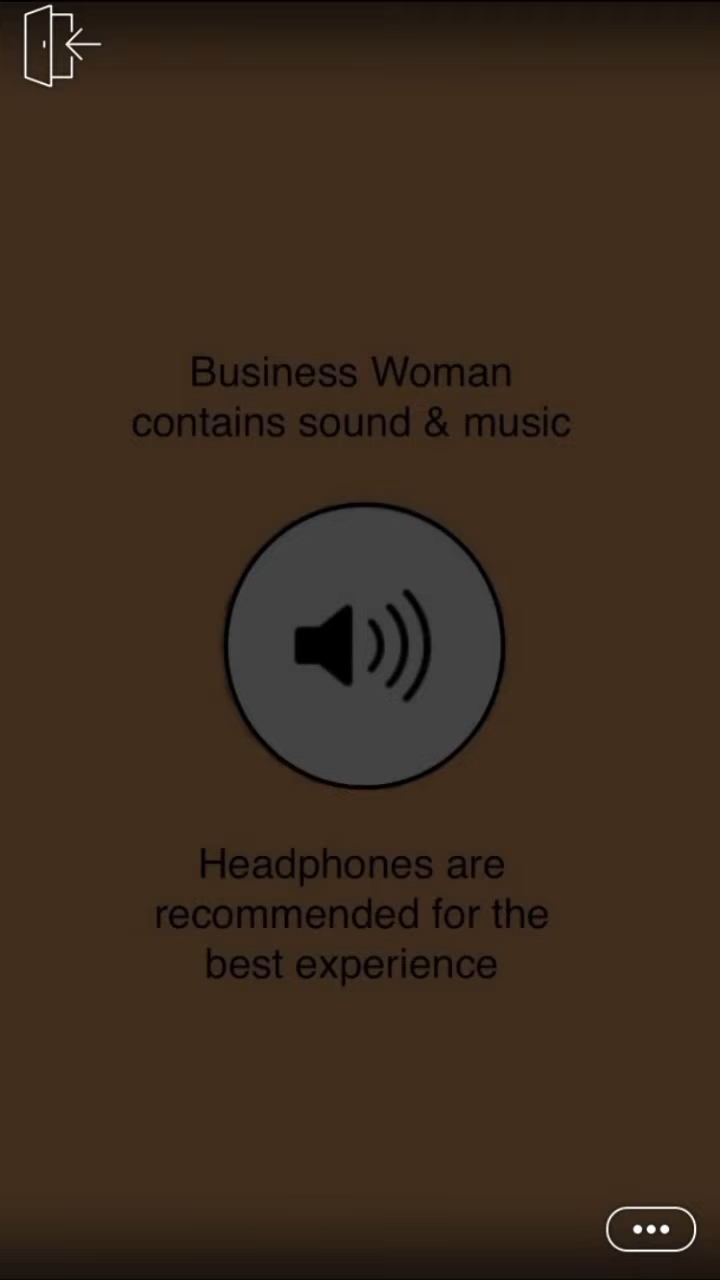 Business Woman
contains sound & music
Headphones are
recommended for the
best experience